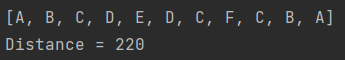 [A, B, C, D, E, D, C, F, C, B, A]
Distance = 220